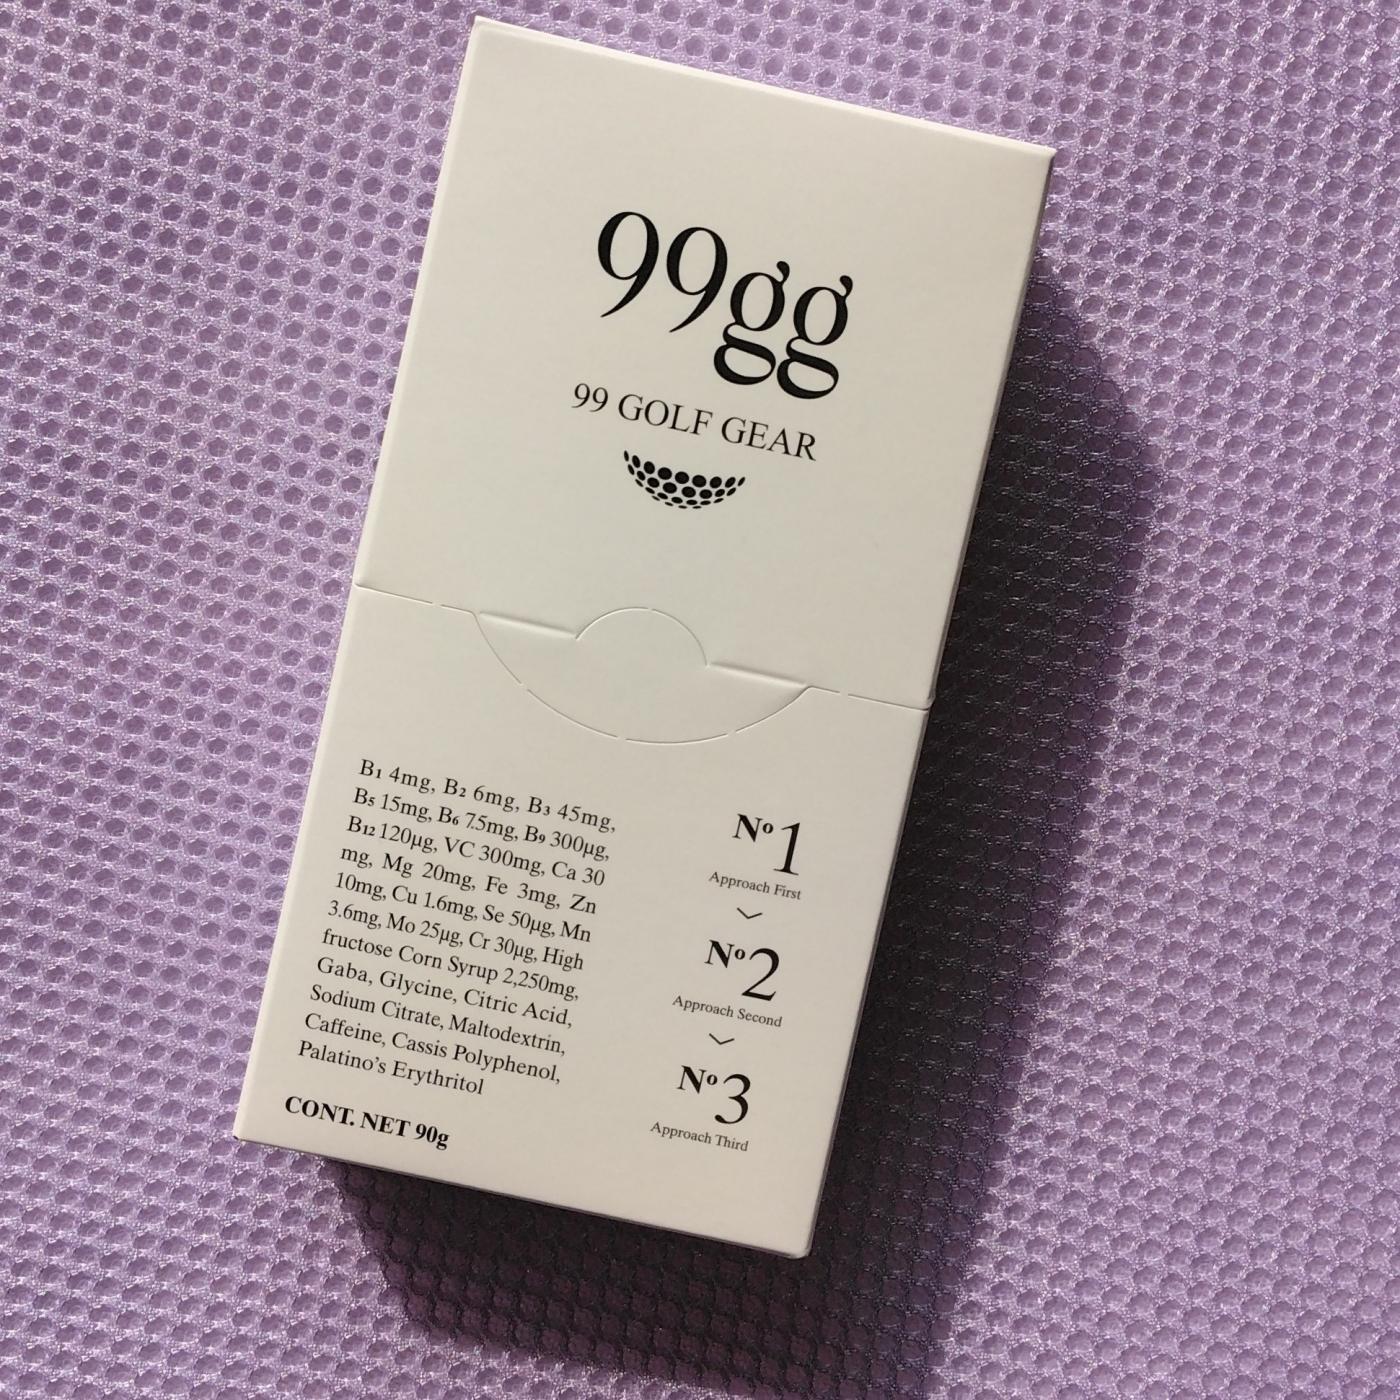 99gg
99 GOLF GEAR
B₁ 4mg, B₂ 6mg, B₃ 45mg,
B₅ 15mg, B₆ 7.5mg, B₉ 300μg,
B₁₂ 120μg, VC 300mg, Ca 30
mg, Mg 20mg, Fe 3mg, Zn
10mg, Cu 1.6mg, Se 50μg, Mn
3.6mg, Mo 25μg, Cr 30μg, High
fructose Corn Syrup 2,250mg,
Gaba, Glycine, Citric Acid,
Sodium Citrate, Maltodextrin,
Caffeine, Cassis Polyphenol,
Palatino’s Erythritol
CONT. NET 90g
Nº1
Approach First
Nº2
Approach Second
Nº3
Approach Third